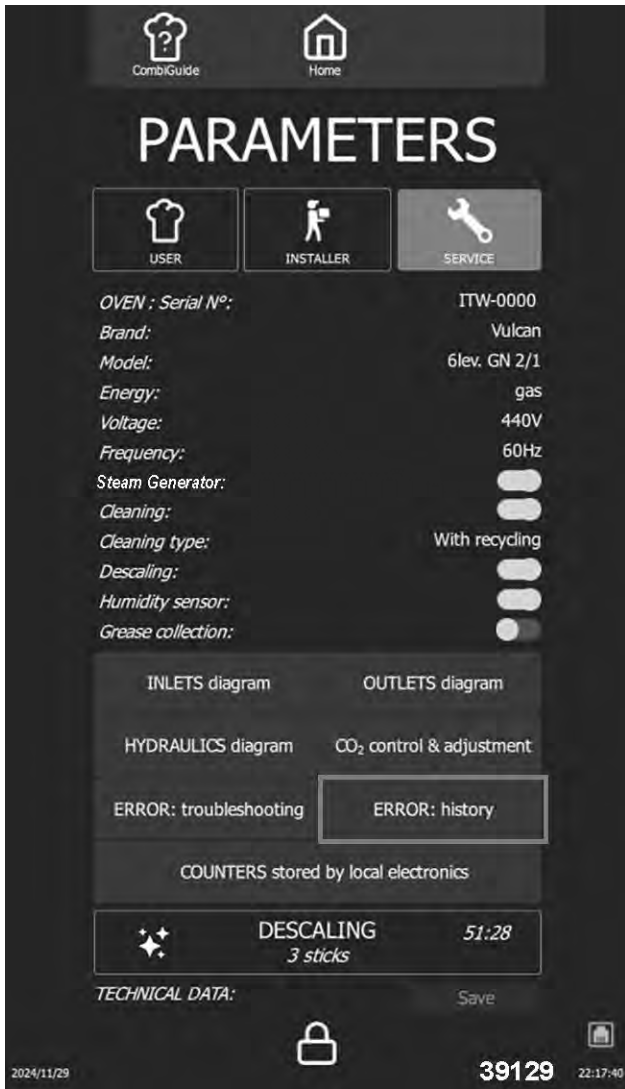 CombiGuide Home
PARAMETERS
USER INSTALLER SERVICE
OVEN : Serial N°: ITW-0000
Brand: Vulcan
Model: 6lev. GN 2/1
Energy: gas
Voltage: 440V
Frequency: 60Hz
Steam Generator:
Cleaning:
Cleaning type: With recycling
Descaling:
Humidity sensor:
Grease collection:
INLETS diagram OUTLETS diagram
HYDRAULICS diagram CO₂ control & adjustment
ERROR: troubleshooting ERROR: history
COUNTERS stored by local electronics
DESCALING 51:28
3 sticks
TECHNICAL DATA: Save
2024/11/29 39129 22:17:40